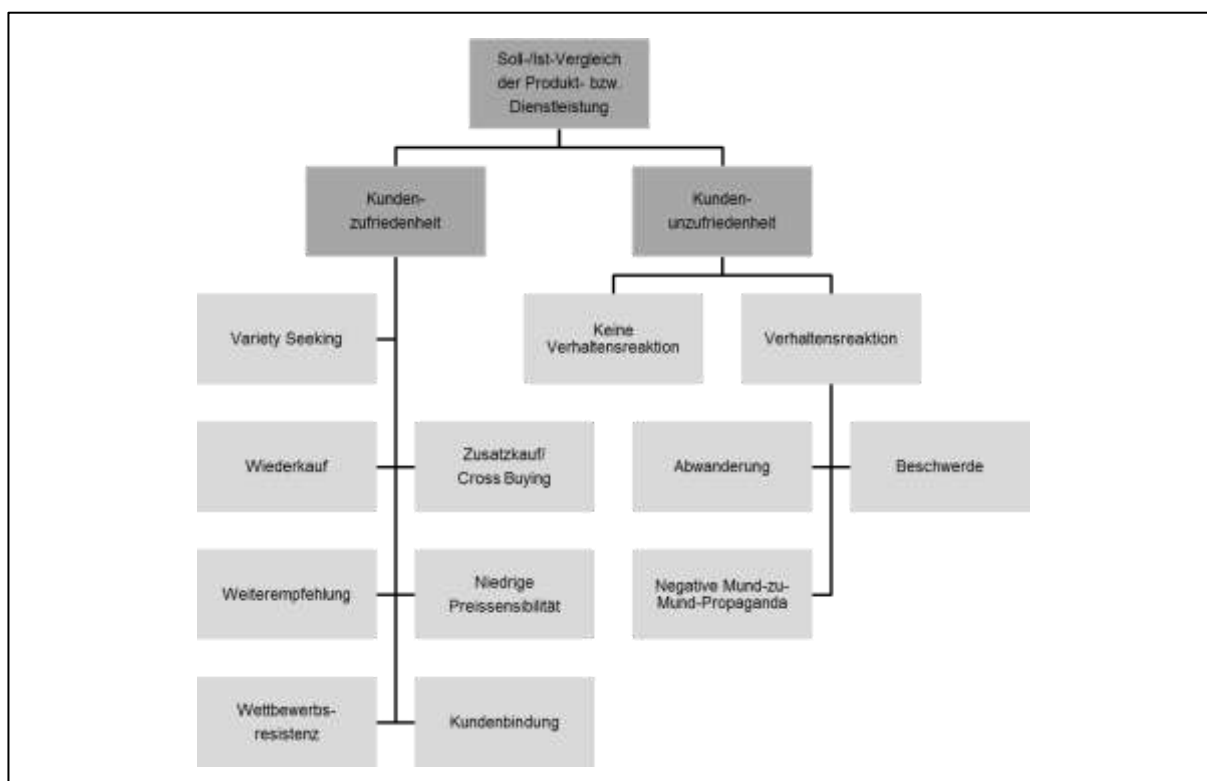 Soll-/Ist-Vergleich
der Produkt- bzw.
Dienstleistung
Kunden-
zufriedenheit
Kunden-
unzufriedenheit
Variety Seeking
Keine
Verhaltensreaktion
Verhaltensreaktion
Wiederkauf
Zusatzkauf/
Cross Buying
Abwanderung
Beschwerde
Weiterempfehlung
Niedrige
Preissensibilität
Negative Mund-zu-
Mund-Propaganda
Wettbewerbs-
resistenz
Kundenbindung